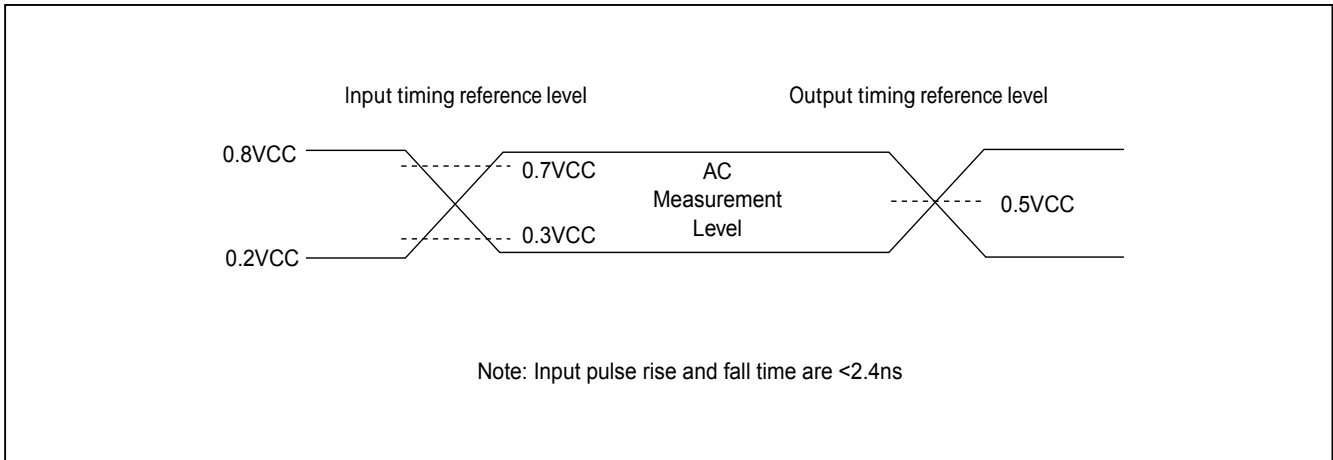 Input timing reference level
Output timing reference level
0.8VCC
0.7VCC
AC
Measurement
Level
0.5VCC
0.3VCC
0.2VCC
Note: Input pulse rise and fall time are <2.4ns